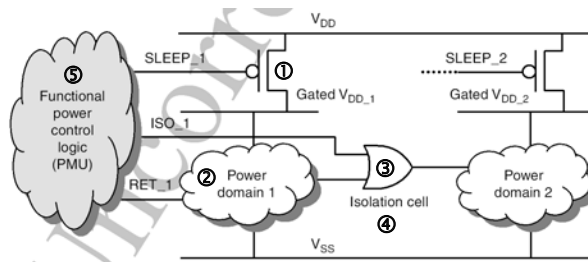 V_DD
SLEEP_1
①
SLEEP_2
⑤
Functional
power
control
logic
(PMU)
Gated V_DD_1
Gated V_DD_2
ISO_1
②
Power
domain 1
③
Isolation cell
④
Power
domain 2
RET_1
V_SS
Uncorre